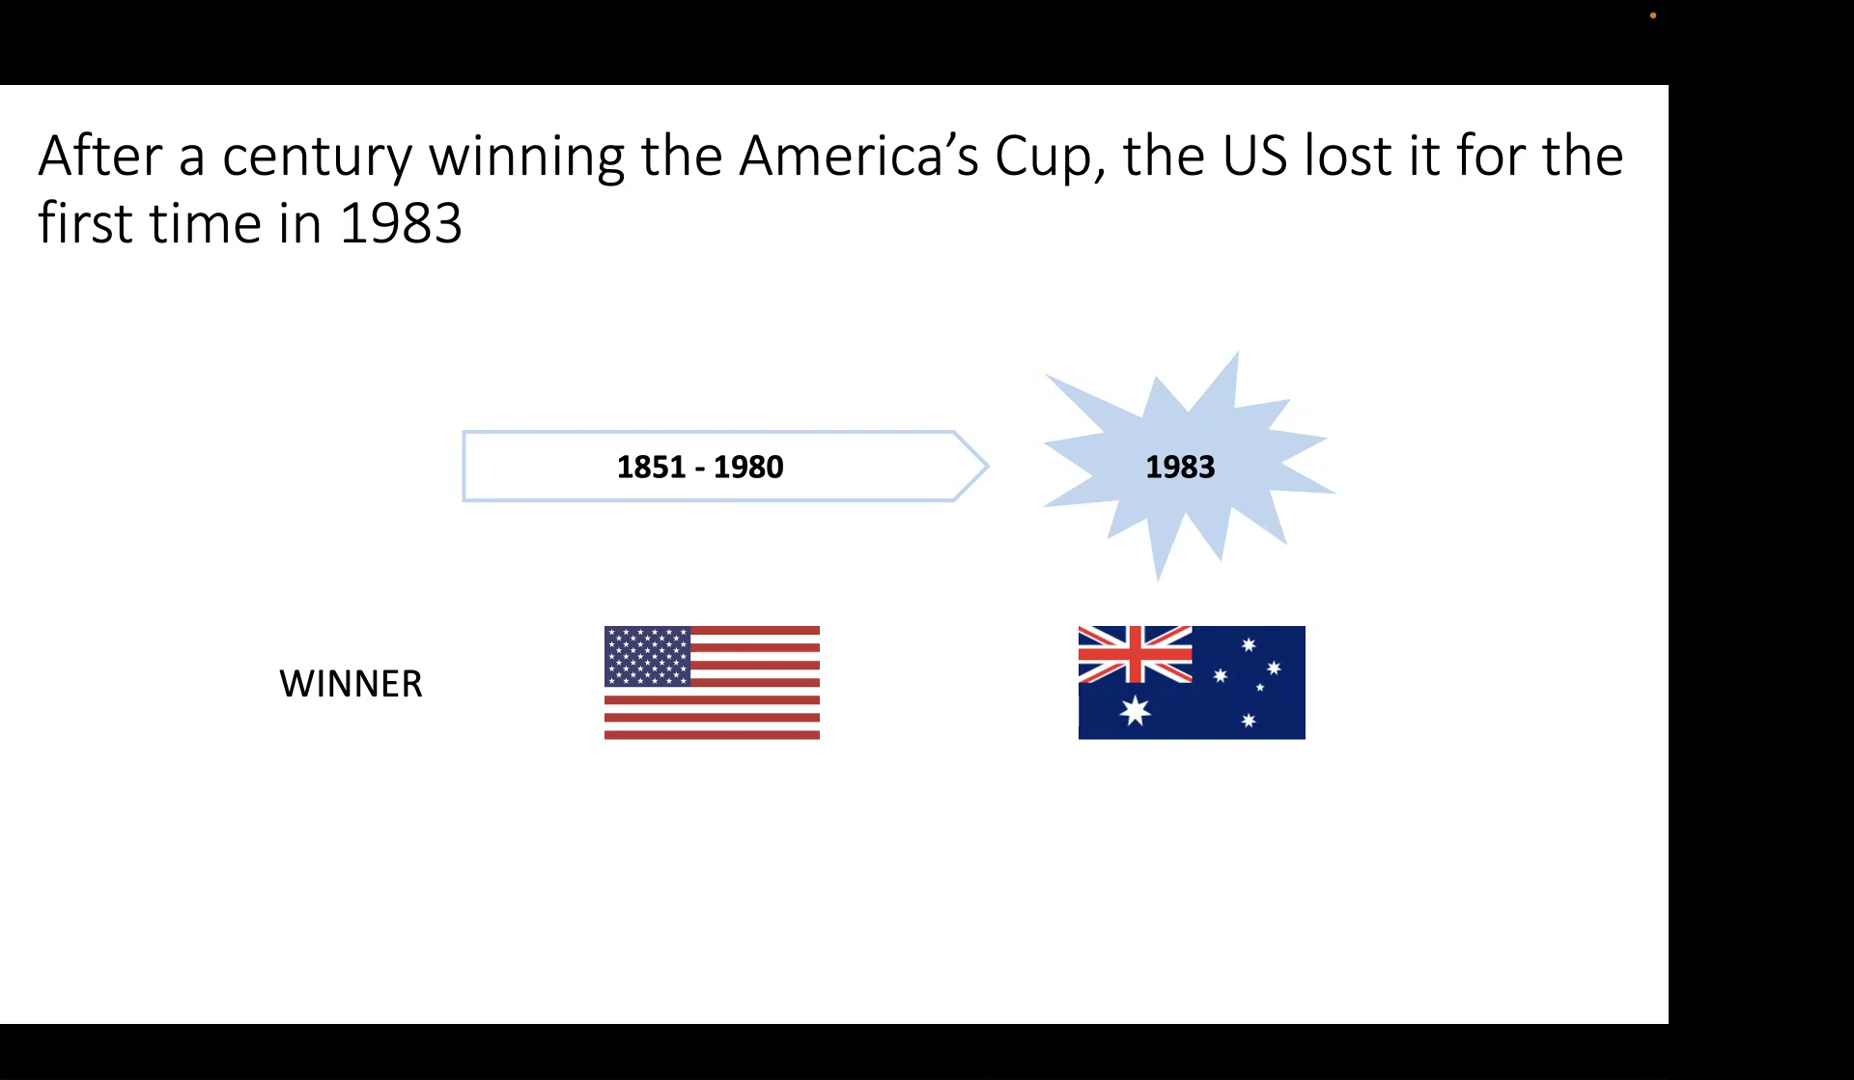 After a century winning the America’s Cup, the US lost it for the
first time in 1983
1851 - 1980
1983
WINNER